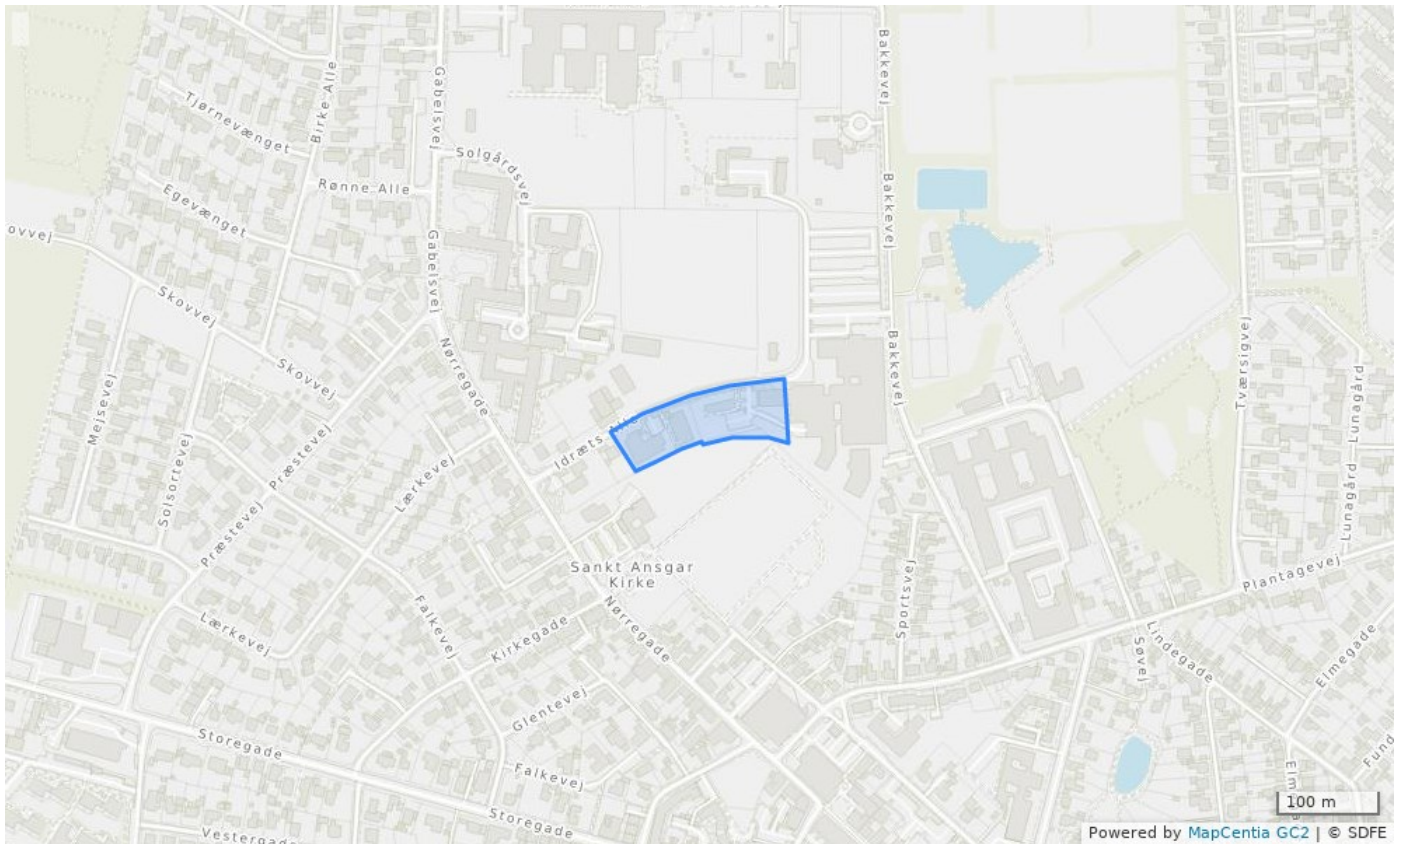 Bakkevej
Gabelsvej
Birke Alle
Tjørnevænget
Solgårdsvej
Rønne Alle
Bakkevej
Egevænget
ovvej
Gabelsvej
Skovvej
Bakkevej
Tværsigvej
Nørregade
Skovvej
Lunagård
Mejsevej
Præstevej
Idræts Alle
Lærkevej
Solsortevej
Lunagård
Præstevej
Sankt Ansgar
Kirke
Plantagevej
Sportsvej
Falkevej
Lærkevej
Kirkegade
Nørregade
Lindegade
Søvej
Elmegade
Glentevej
Storegade
Falkevej
Fund
Elm
Storegade
Vestergade
100 m
Powered by MapCentia GC2 | © SDFE